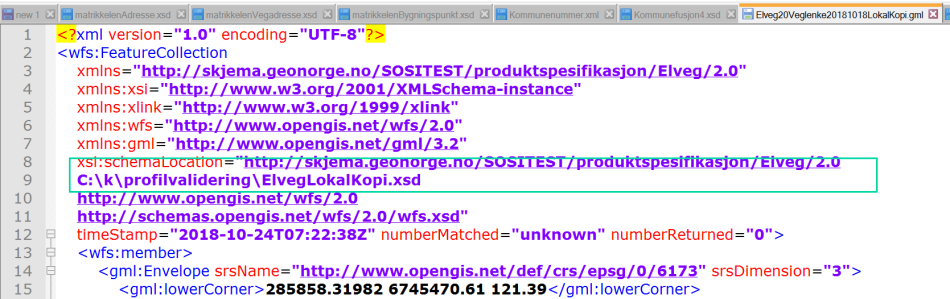 new 1 matrikkelenAdresse.xsd matrikkelenVegadresse.xsd matrikkelenBygningspunkt.xsd Kommunenummer.xml Kommunefusjon4.xsd Elveg20Veglenke20181018LokalKopi.gml
1 <?xml version="1.0" encoding="UTF-8"?>
2 <wfs:FeatureCollection
3 xmlns="http://skjema.geonorge.no/SOSITEST/produktspesifikasjon/Elveg/2.0"
4 xmlns:xsi="http://www.w3.org/2001/XMLSchema-instance"
5 xmlns:xlink="http://www.w3.org/1999/xlink"
6 xmlns:wfs="http://www.opengis.net/wfs/2.0"
7 xmlns:gml="http://www.opengis.net/gml/3.2"
8 xsi:schemaLocation="http://skjema.geonorge.no/SOSITEST/produktspesifikasjon/Elveg/2.0
9 C:\k\profilvalidering\ElvegLokalKopi.xsd
10 http://www.opengis.net/wfs/2.0
11 http://schemas.opengis.net/wfs/2.0/wfs.xsd"
12 timeStamp="2018-10-24T07:22:38Z" numberMatched="unknown" numberReturned="0">
13 <wfs:member>
14 <gml:Envelope srsName="http://www.opengis.net/def/crs/epsg/0/6173" srsDimension="3">
15 <gml:lowerCorner>285858.31982 6745470.61 121.39</gml:lowerCorner>